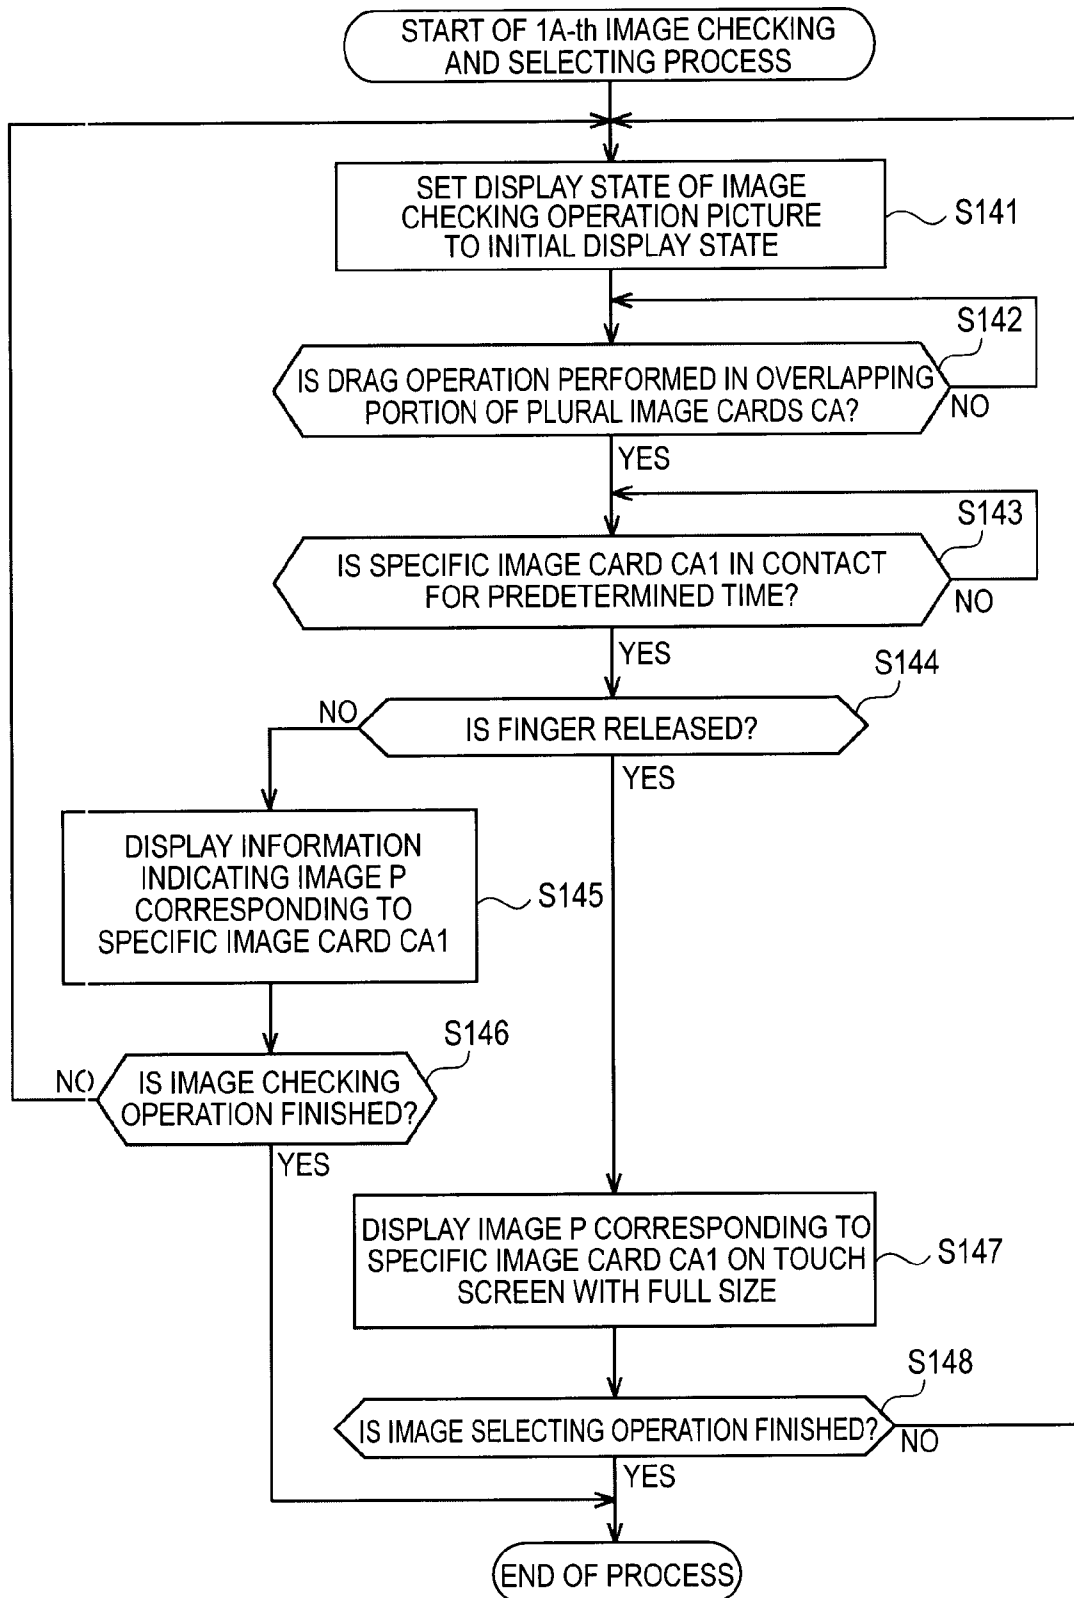 START OF 1A-th IMAGE CHECKING
AND SELECTING PROCESS
SET DISPLAY STATE OF IMAGE
CHECKING OPERATION PICTURE
TO INITIAL DISPLAY STATE
S141
S142
IS DRAG OPERATION PERFORMED IN OVERLAPPING
PORTION OF PLURAL IMAGE CARDS CA?
NO
YES
S143
IS SPECIFIC IMAGE CARD CA1 IN CONTACT
FOR PREDETERMINED TIME?
NO
YES
S144
NO
IS FINGER RELEASED?
YES
DISPLAY INFORMATION
INDICATING IMAGE P
CORRESPONDING TO
SPECIFIC IMAGE CARD CA1
S145
S146
NO
IS IMAGE CHECKING
OPERATION FINISHED?
YES
DISPLAY IMAGE P CORRESPONDING TO
SPECIFIC IMAGE CARD CA1 ON TOUCH
SCREEN WITH FULL SIZE
S147
S148
IS IMAGE SELECTING OPERATION FINISHED?
NO
YES
END OF PROCESS